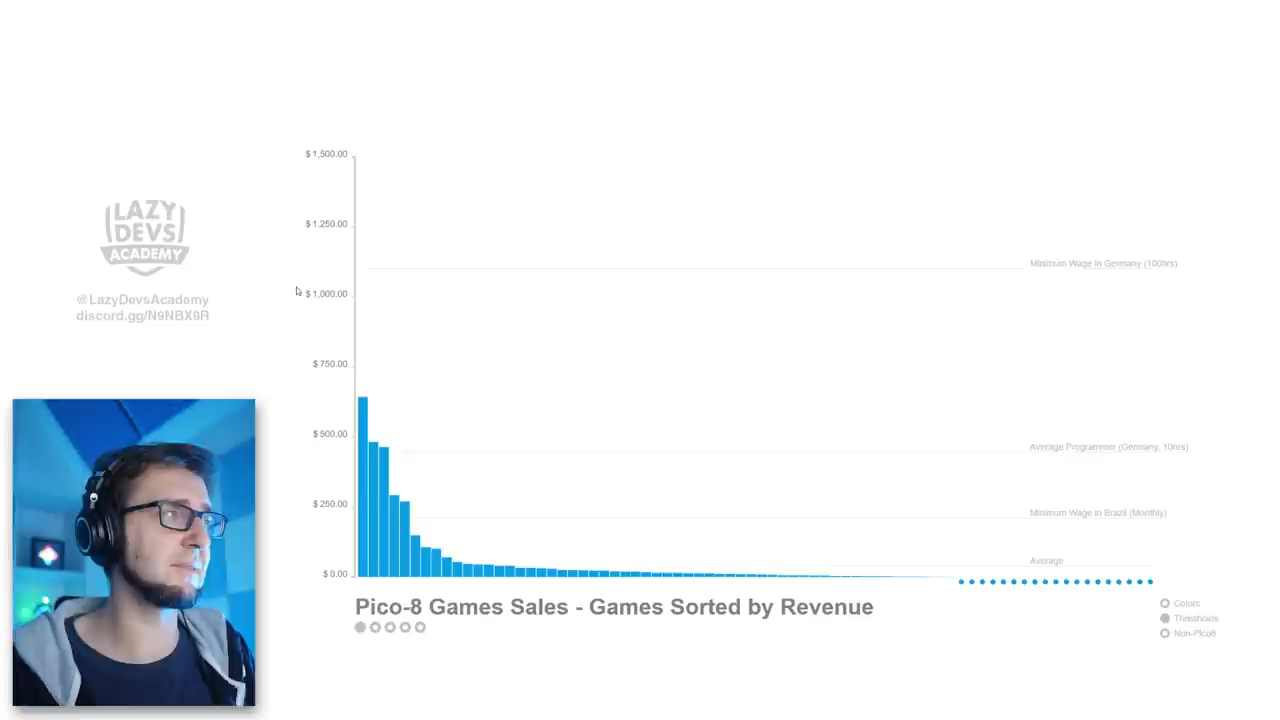 $ 1,500.00
$ 1,250.00
$ 1,000.00
$ 750.00
$ 500.00
$ 250.00
$ 0.00
LAZY
DEVS
ACADEMY
@LazyDevsAcademy
discord.gg/N9NBX8R
Minimum Wage in Germany (100hrs)
Average Programmer (Germany, 10hrs)
Minimum Wage in Brazil (Monthly)
Average
Pico-8 Games Sales - Games Sorted by Revenue
Colors
Thresholds
Non-Pico8